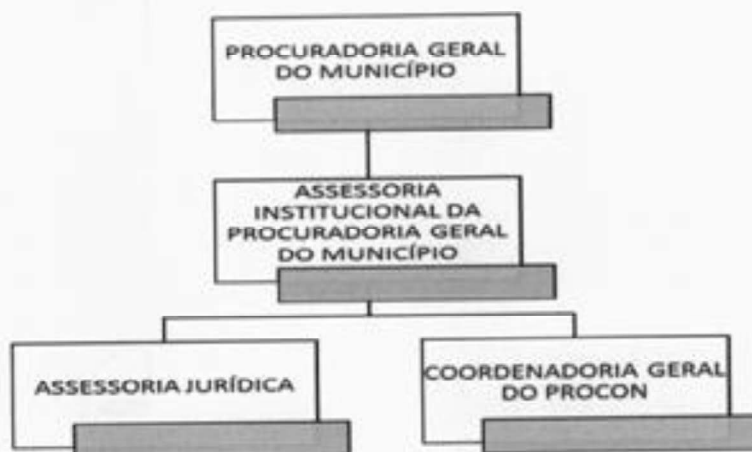 PROCURADORIA GERAL
DO MUNICÍPIO
ASSESSORIA
INSTITUCIONAL DA
PROCURADORIA GERAL
DO MUNICÍPIO
ASSESSORIA JURÍDICA
COORDENADORIA GERAL
DO PROCON